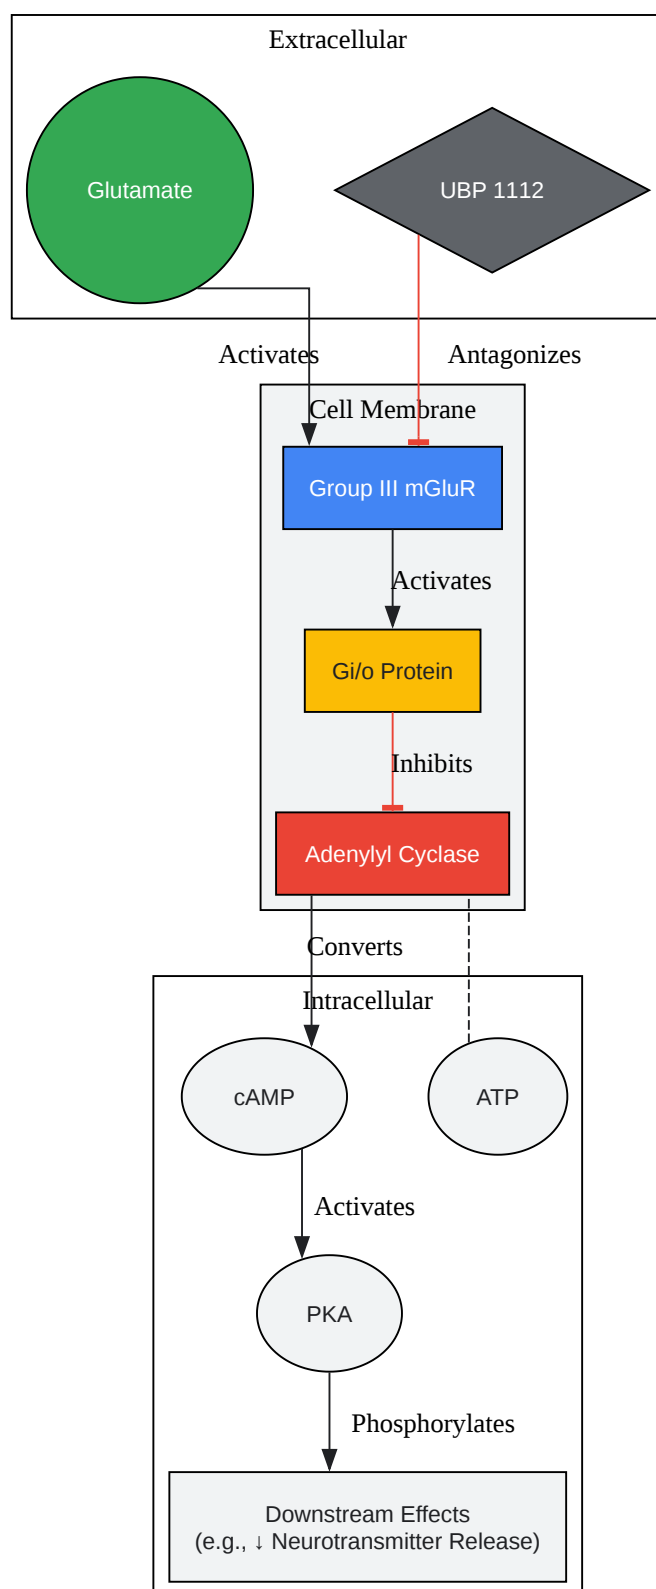 Extracellular
Glutamate
UBP 1112
Activates
Antagonizes
Cell Membrane
Group III mGluR
Activates
Gi/o Protein
Inhibits
Adenylyl Cyclase
Converts
Intracellular
cAMP
ATP
Activates
PKA
Phosphorylates
Downstream Effects
(e.g., ↓ Neurotransmitter Release)